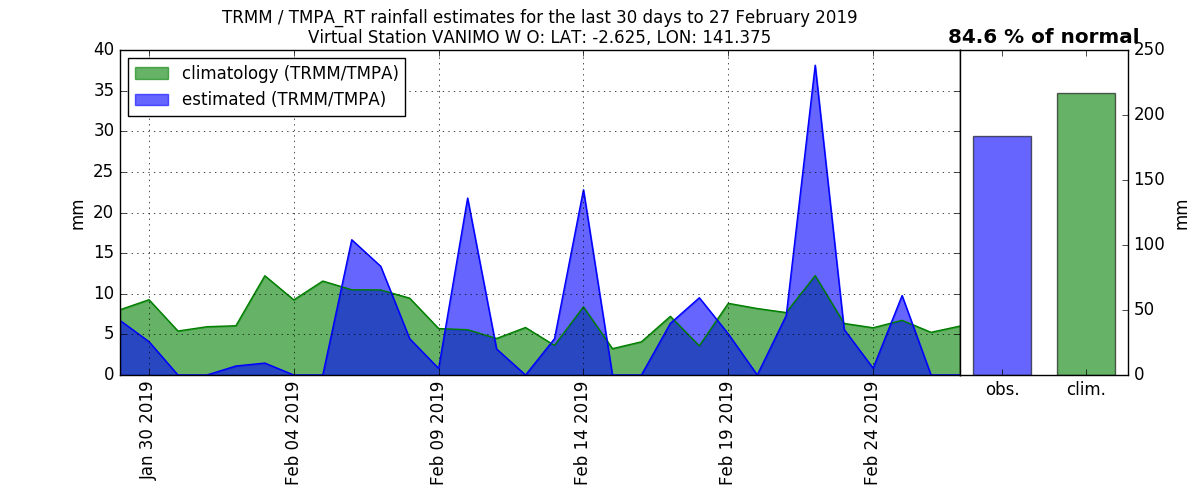 TRMM / TMPA_RT rainfall estimates for the last 30 days to 27 February 2019
Virtual Station VANIMO W O: LAT: -2.625, LON: 141.375
84.6 % of normal
climatology (TRMM/TMPA)
estimated (TRMM/TMPA)
mm
40
35
30
25
20
15
10
5
0
Jan 30 2019
Feb 04 2019
Feb 09 2019
Feb 14 2019
Feb 19 2019
Feb 24 2019
250
200
150
100
50
0
mm
obs.
clim.